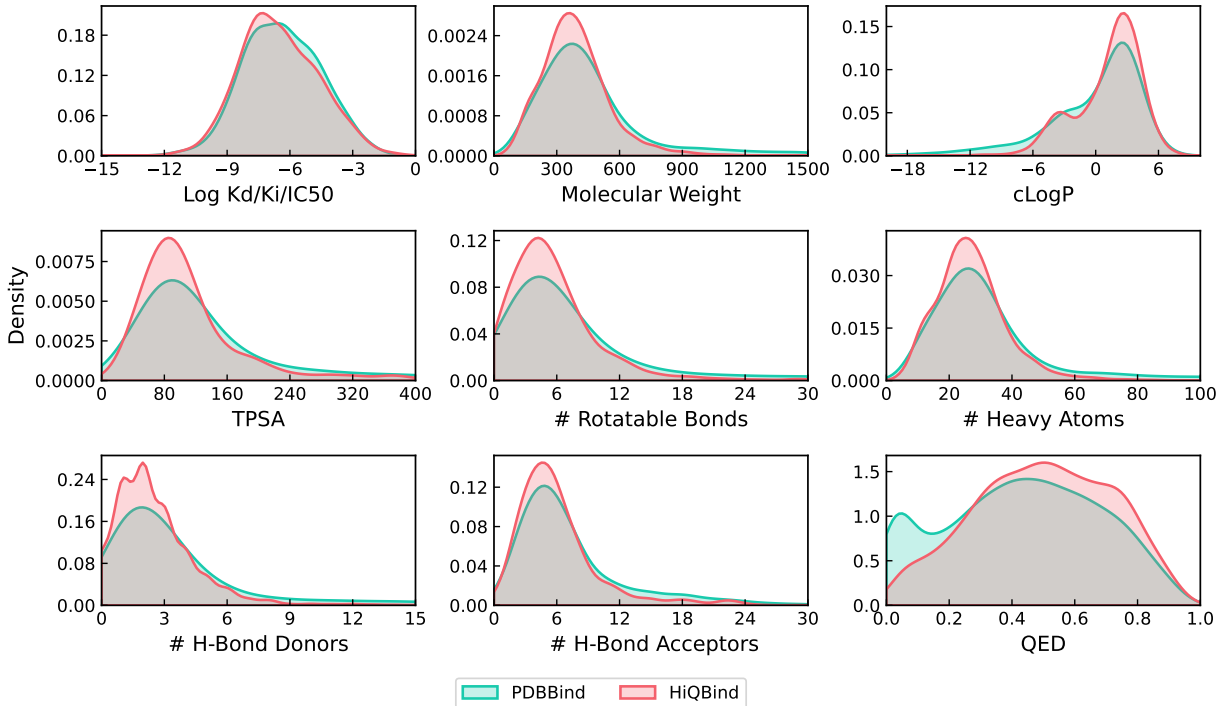 0.18
0.12
0.06
0.00
−15 −12 −9 −6 −3 0
Log Kd/Ki/IC50
0.0024
0.0016
0.0008
0.0000
0 300 600 900 1200 1500
Molecular Weight
0.15
0.10
0.05
0.00
−18 −12 −6 0 6
cLogP
Density
0.0075
0.0050
0.0025
0.0000
0 80 160 240 320 400
TPSA
0.12
0.08
0.04
0.00
0 6 12 18 24 30
# Rotatable Bonds
0.030
0.015
0.000
0 20 40 60 80 100
# Heavy Atoms
0.24
0.16
0.08
0.00
0 3 6 9 12 15
# H-Bond Donors
0.12
0.08
0.04
0.00
0 6 12 18 24 30
# H-Bond Acceptors
1.5
1.0
0.5
0.0
0.0 0.2 0.4 0.6 0.8 1.0
QED
PDBBind HiQBind